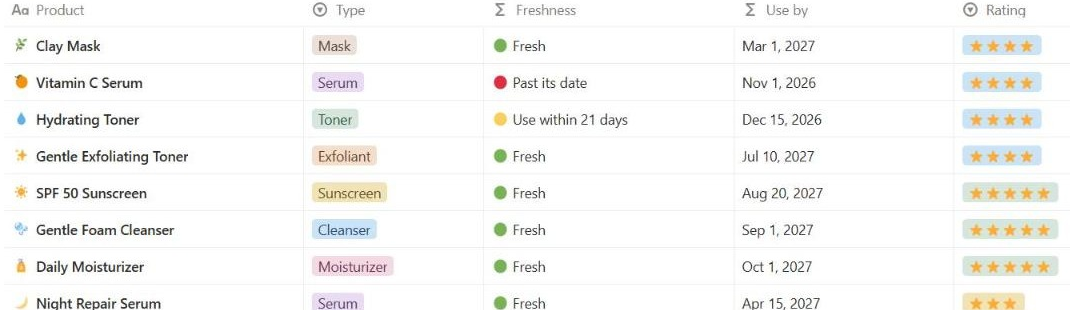 Aa Product Type Σ Freshness Σ Use by Rating
Clay Mask Mask Fresh Mar 1, 2027
Vitamin C Serum Serum Past its date Nov 1, 2026
Hydrating Toner Toner Use within 21 days Dec 15, 2026
Gentle Exfoliating Toner Exfoliant Fresh Jul 10, 2027
SPF 50 Sunscreen Sunscreen Fresh Aug 20, 2027
Gentle Foam Cleanser Cleanser Fresh Sep 1, 2027
Daily Moisturizer Moisturizer Fresh Oct 1, 2027
Night Repair Serum Serum Fresh Apr 15, 2027